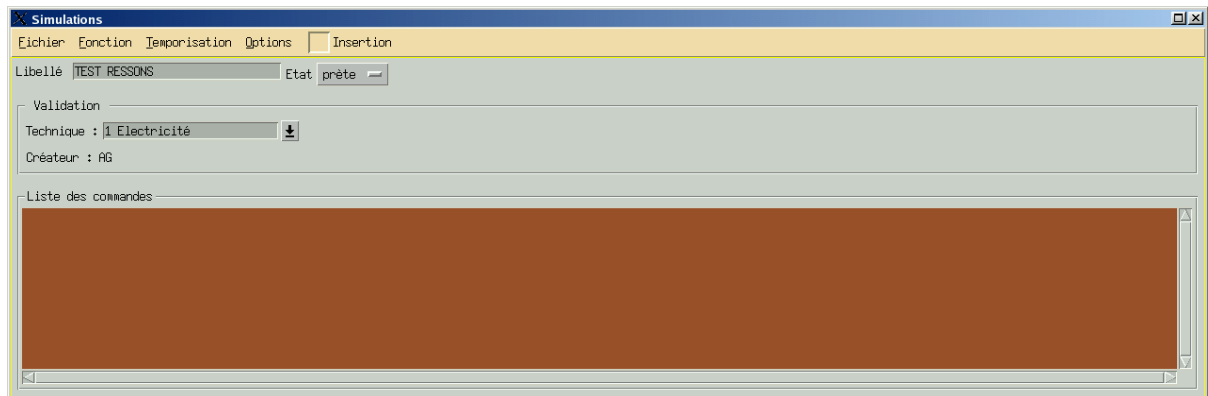 Simulations
Fichier Fonction Temporisation Options Insertion
Libellé TEST RESSONS Etat prète
Validation
Technique : 1 Electricité
Créateur : AG
Liste des commandes